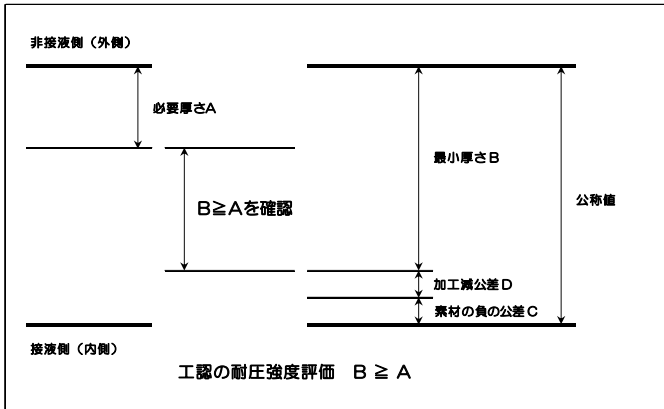 非接液側（外側）
必要厚さA
最小厚さB
B≧Aを確認
公称値
加工減公差D
素材の負の公差C
接液側（内側）
工認の耐圧強度評価　B ≧ A